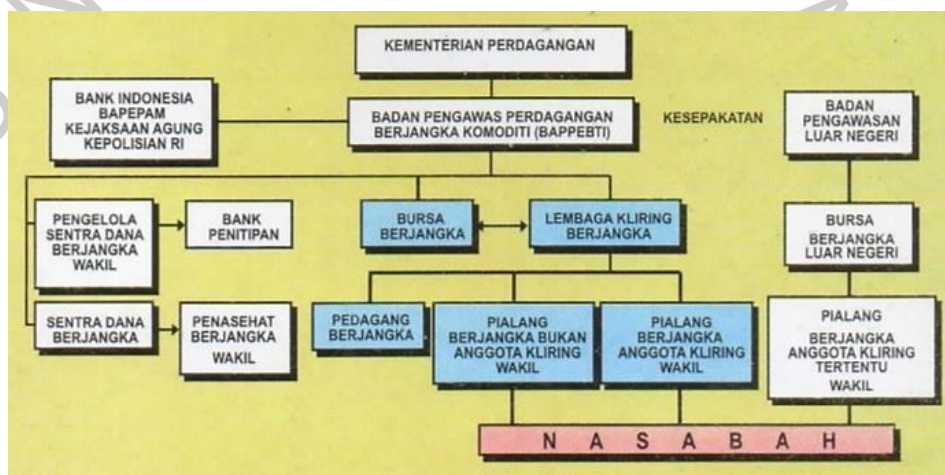 KEMENTERIAN PERDAGANGAN
BANK INDONESIA
BAPEPAM
KEJAKSAAN AGUNG
KEPOLISIAN RI
BADAN PENGAWAS PERDAGANGAN
BERJANGKA KOMODITI (BAPPEBTI)
KESEPAKATAN
BADAN
PENGAWASAN
LUAR NEGERI
PENGELOLA
SENTRA DANA
BERJANGKA
WAKIL
BANK
PENITIPAN
BURSA
BERJANGKA
LEMBAGA KLIRING
BERJANGKA
BURSA
BERJANGKA
LUAR NEGERI
SENTRA DANA
BERJANGKA
PENASEHAT
BERJANGKA
WAKIL
PEDAGANG
BERJANGKA
PIALANG
BERJANGKA BUKAN
ANGGOTA KLIRING
WAKIL
PIALANG
BERJANGKA
ANGGOTA KLIRING
WAKIL
PIALANG
BERJANGKA
ANGGOTA KLIRING
TERTENTU
WAKIL
N A S A B A H